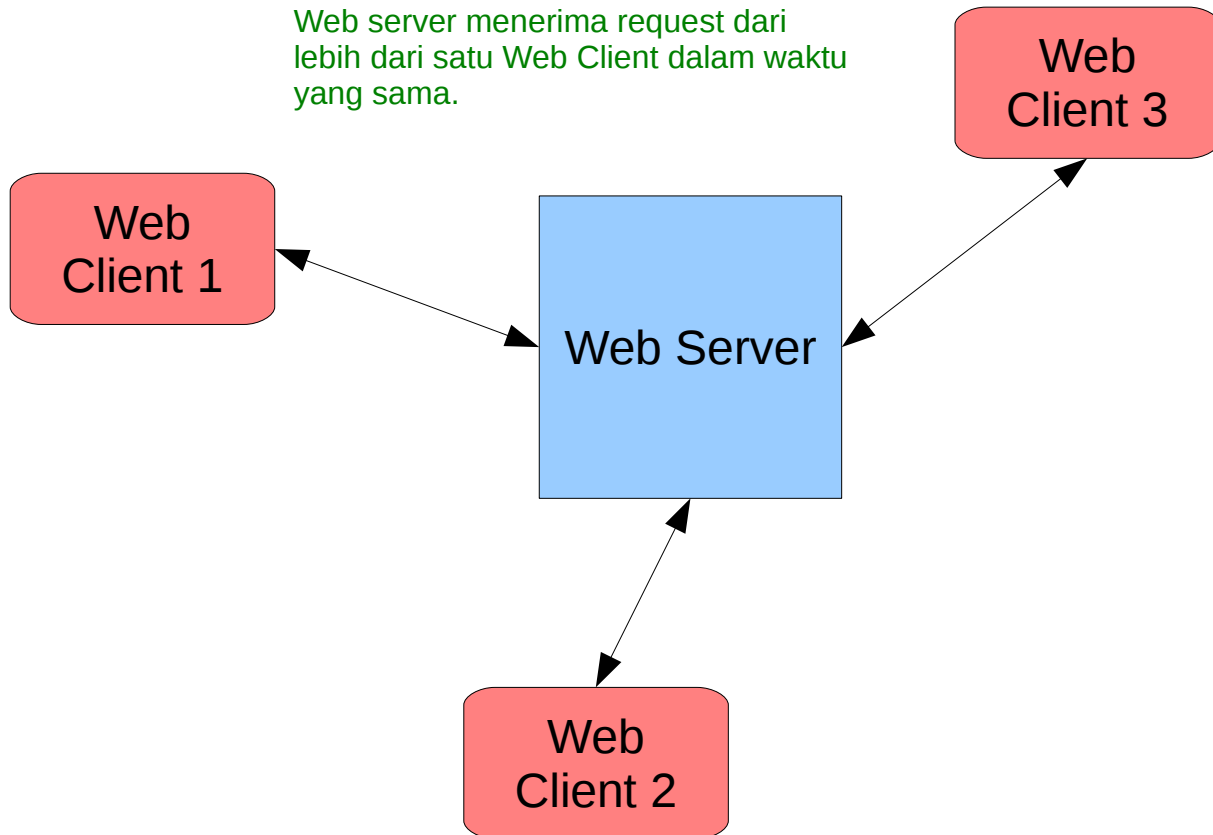 Web server menerima request dari
lebih dari satu Web Client dalam waktu
yang sama.
Web
Client 3
Web
Client 1
Web Server
Web
Client 2